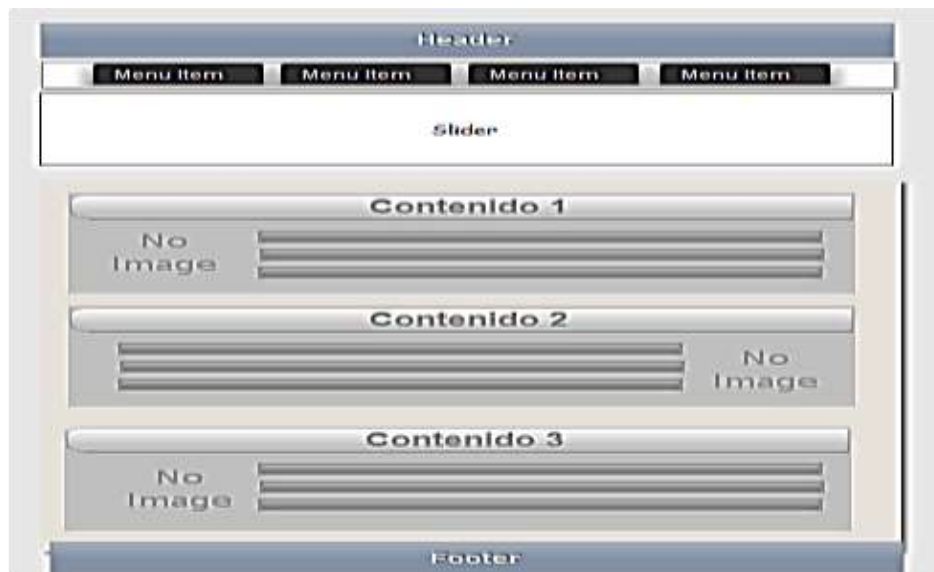 Header
Menu Item Menu Item Menu Item Menu Item
Slider
Contenido 1
No
Image
Contenido 2
No
Image
Contenido 3
No
Image
Footer